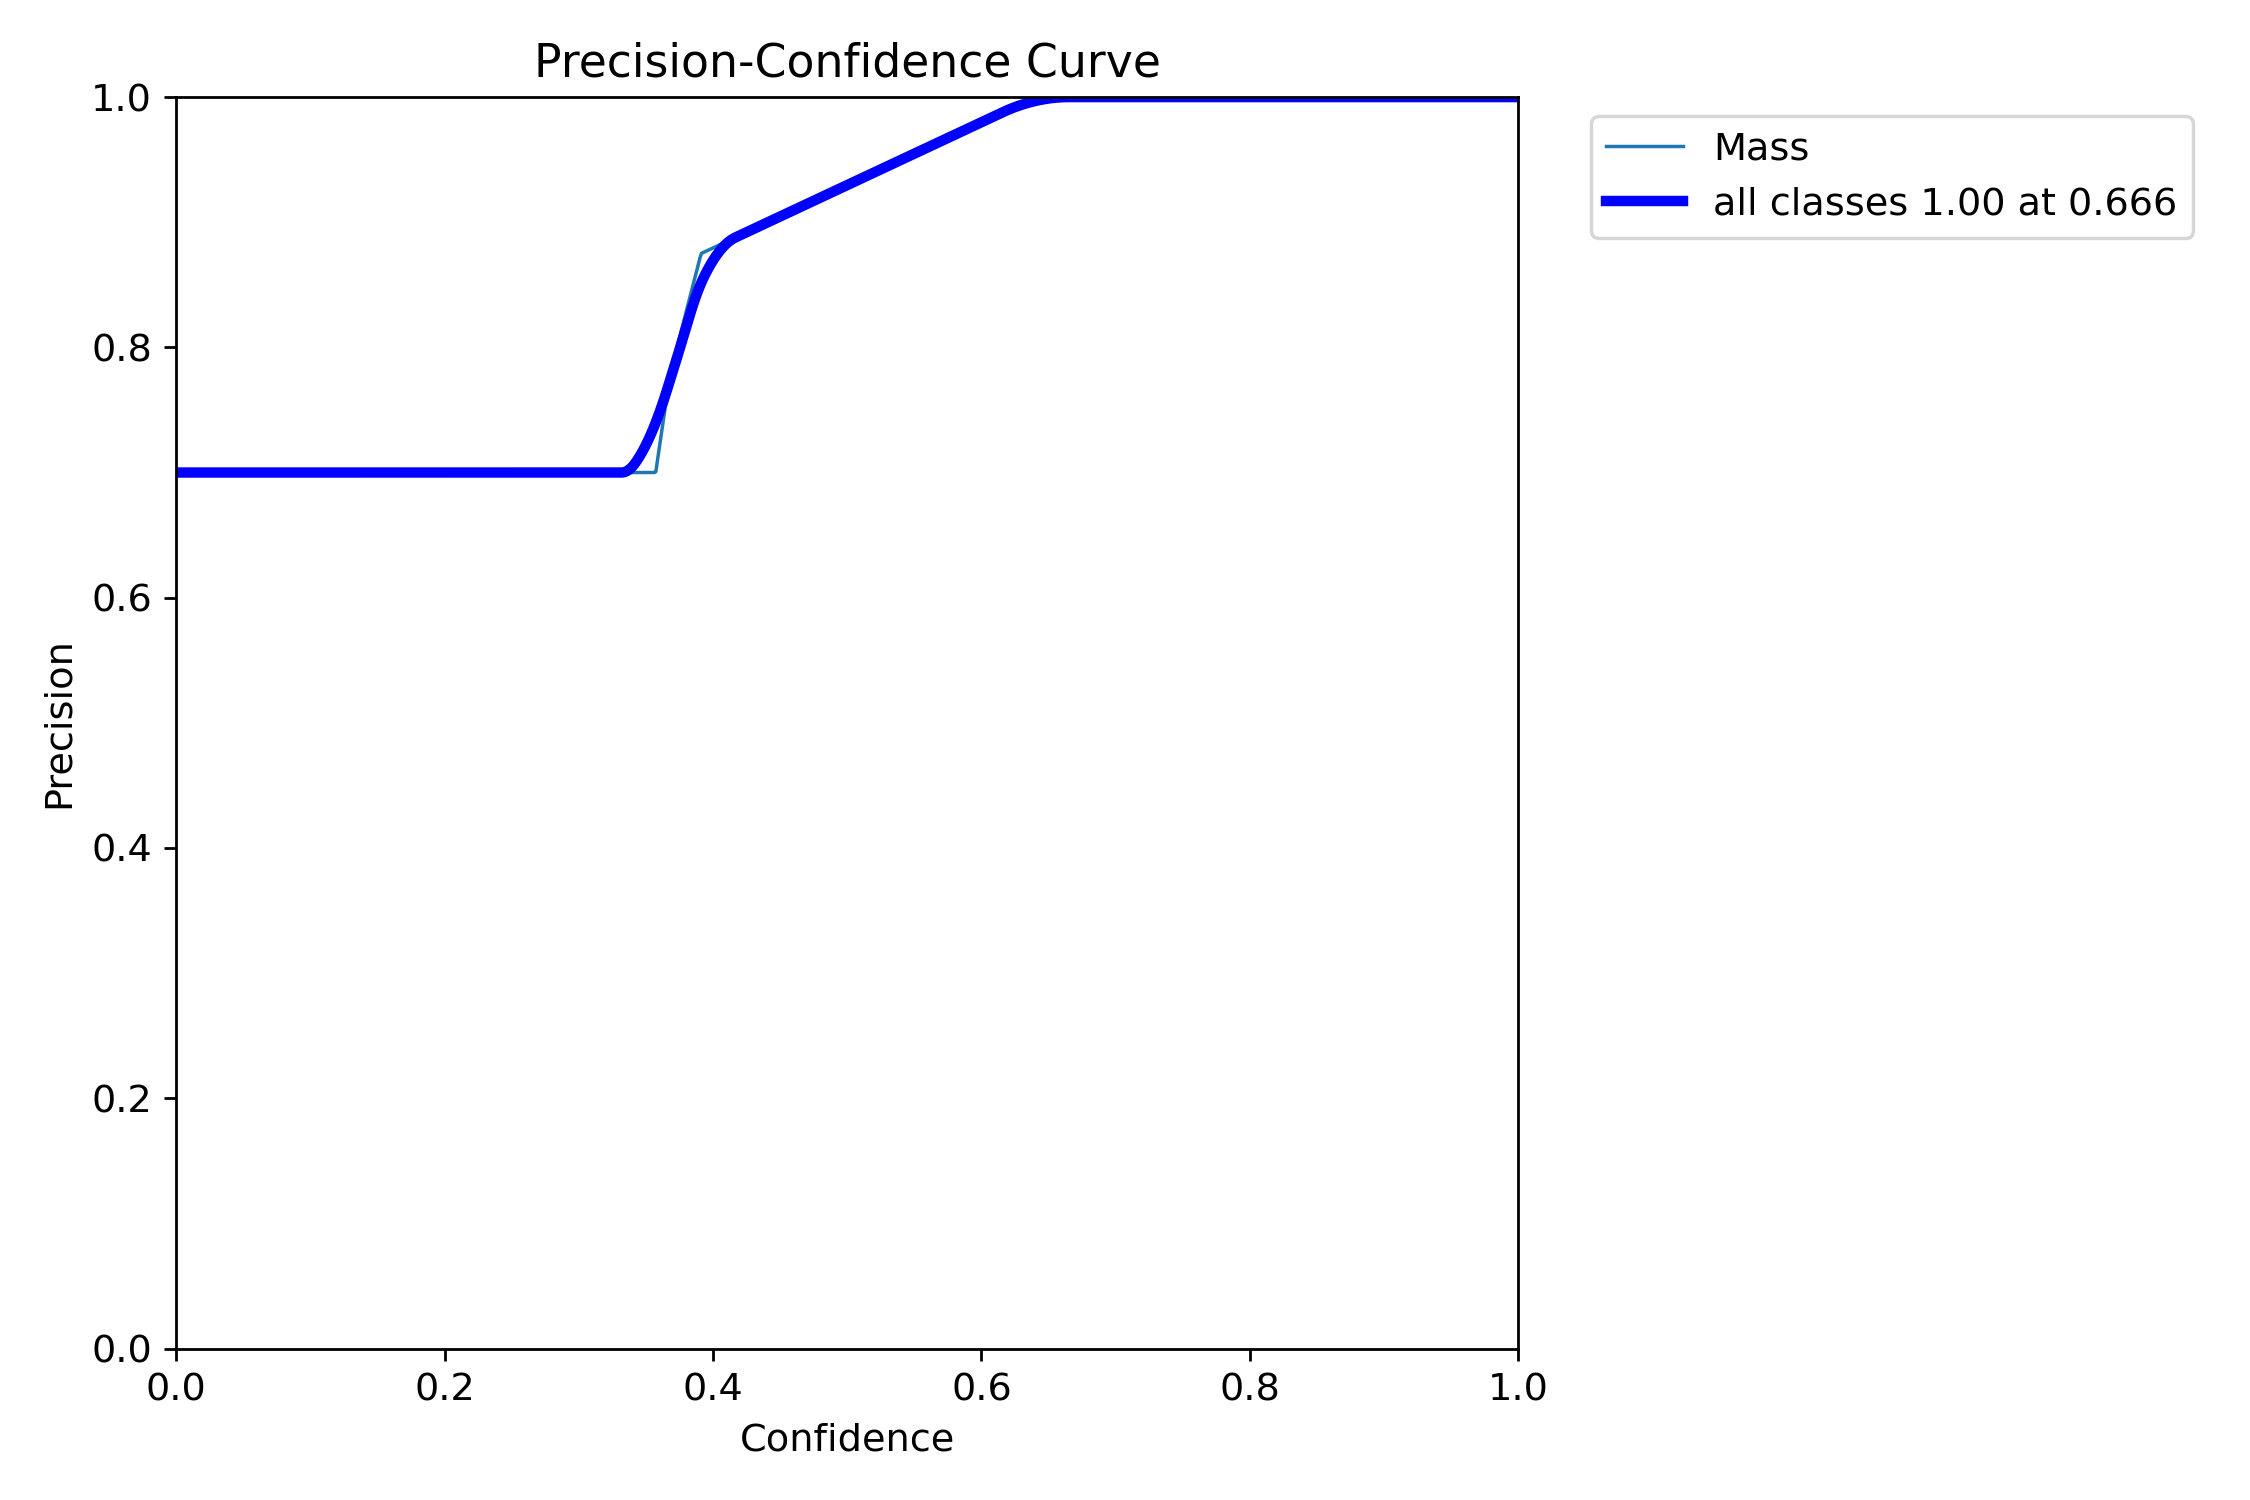 Precision-Confidence Curve
1.0
0.8
0.6
0.4
0.2
0.0
Precision
0.0 0.2 0.4 0.6 0.8 1.0
Confidence
Mass
all classes 1.00 at 0.666